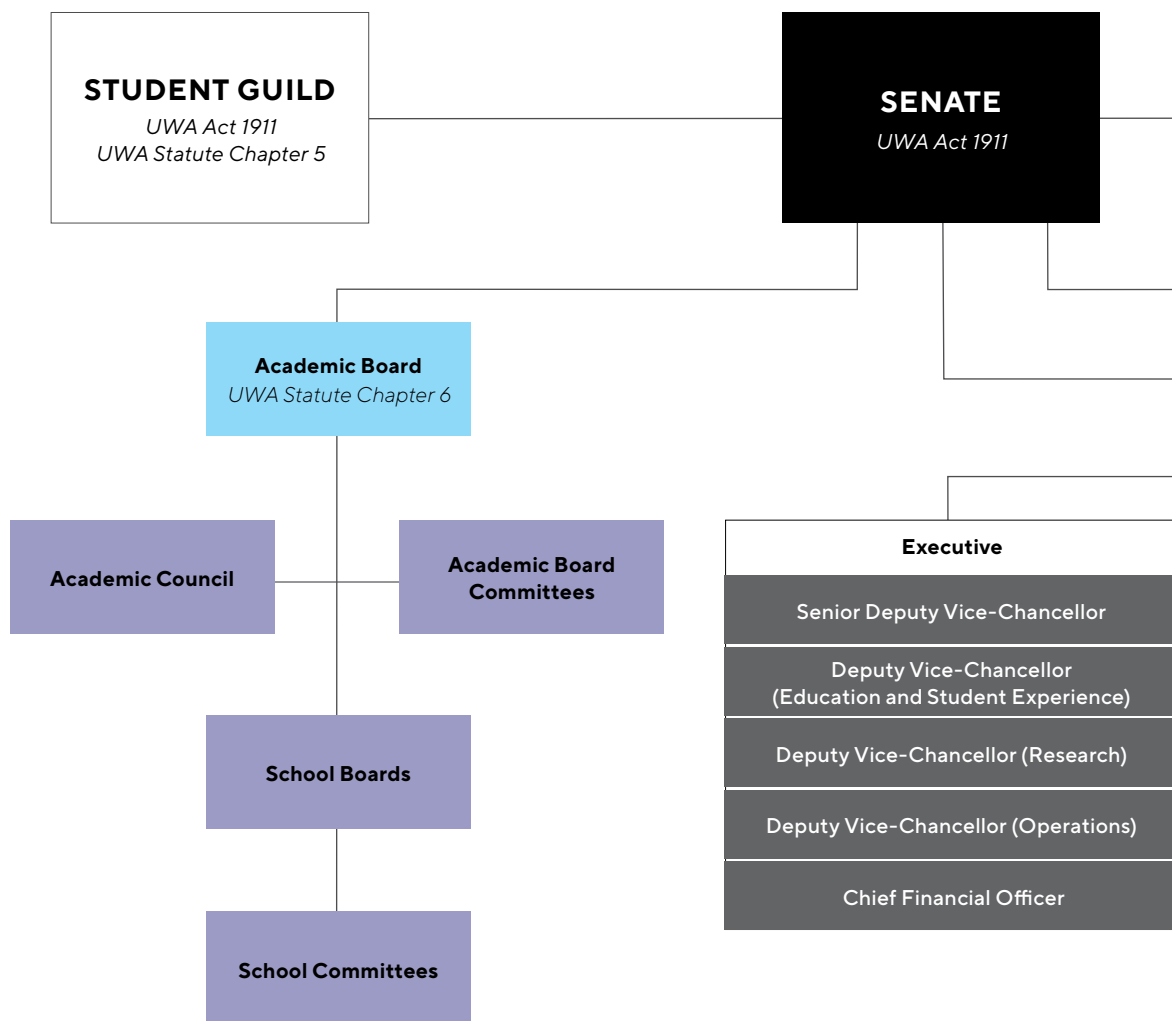 STUDENT GUILD
UWA Act 1911
UWA Statute Chapter 5
SENATE
UWA Act 1911
Academic Board
UWA Statute Chapter 6
Academic Council
Academic Board
Committees
School Boards
School Committees
Executive
Senior Deputy Vice-Chancellor
Deputy Vice-Chancellor
(Education and Student Experience)
Deputy Vice-Chancellor (Research)
Deputy Vice-Chancellor (Operations)
Chief Financial Officer